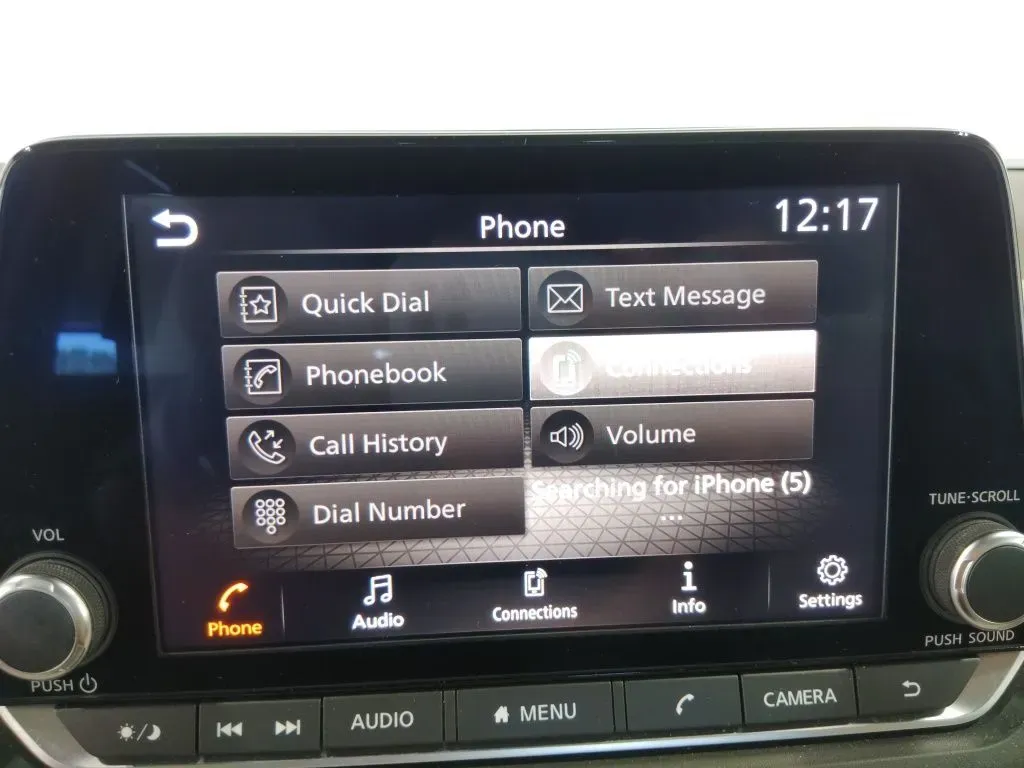 Phone
12:17
Quick Dial
Text Message
Phonebook
Connections
Call History
Volume
Dial Number
Searching for iPhone (5)
...
Phone
Audio
Connections
Info
Settings
VOL
PUSH
TUNE·SCROLL
PUSH SOUND
AUDIO
MENU
CAMERA